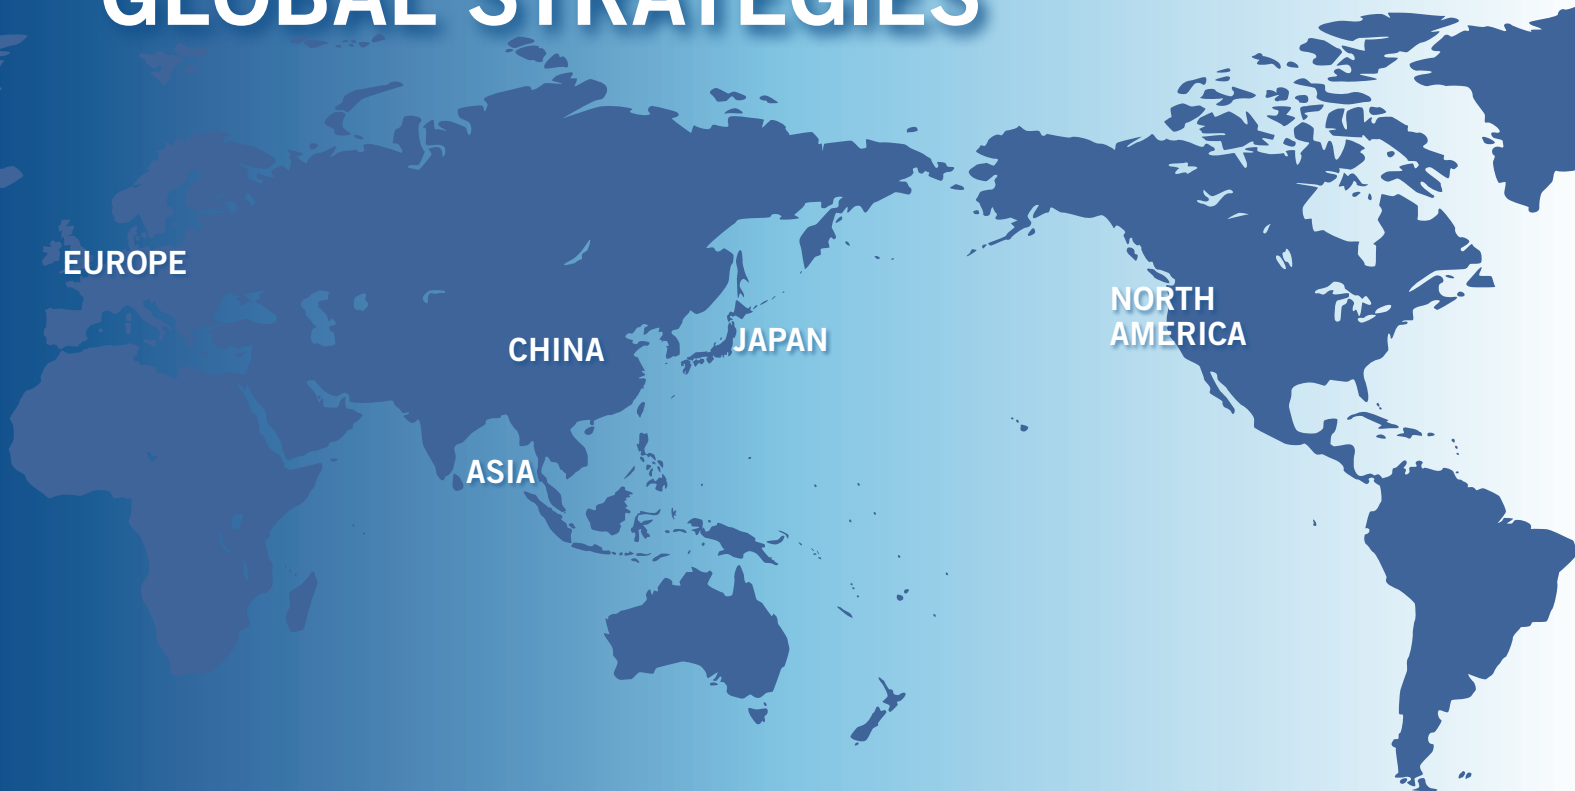 GLOBAL STRATEGIES
EUROPE
NORTH
AMERICA
CHINA
JAPAN
ASIA